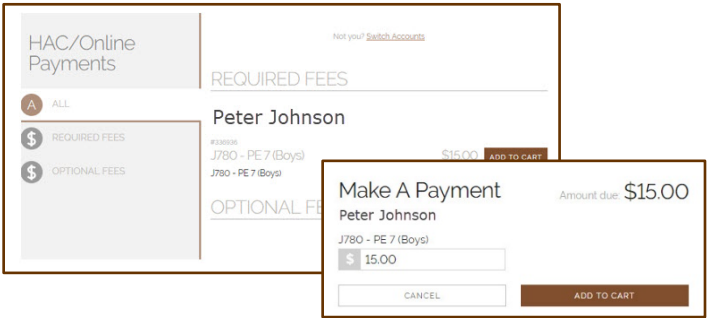 HAC/Online
Payments
A ALL
$ REQUIRED FEES
$ OPTIONAL FEES
Not you? Switch Accounts
REQUIRED FEES
Peter Johnson
#336936
J780 - PE 7 (Boys) $15.00 ADD TO CART
J780 - PE 7 (Boys)
OPTIONAL FE
Make A Payment Amount due: $15.00
Peter Johnson
J780 - PE 7 (Boys)
$ 15.00
CANCEL ADD TO CART